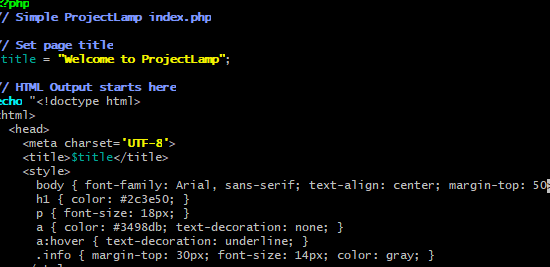 <?php
// Simple ProjectLamp index.php
// Set page title
title = "Welcome to ProjectLamp";
// HTML Output starts here
echo "<!doctype html>
<html>
<head>
<meta charset='UTF-8'>
<title>$title</title>
<style>
body { font-family: Arial, sans-serif; text-align: center; margin-top: 50
h1 { color: #2c3e50; }
p { font-size: 18px; }
a { color: #3498db; text-decoration: none; }
a:hover { text-decoration: underline; }
.info { margin-top: 30px; font-size: 14px; color: gray; }
</style>